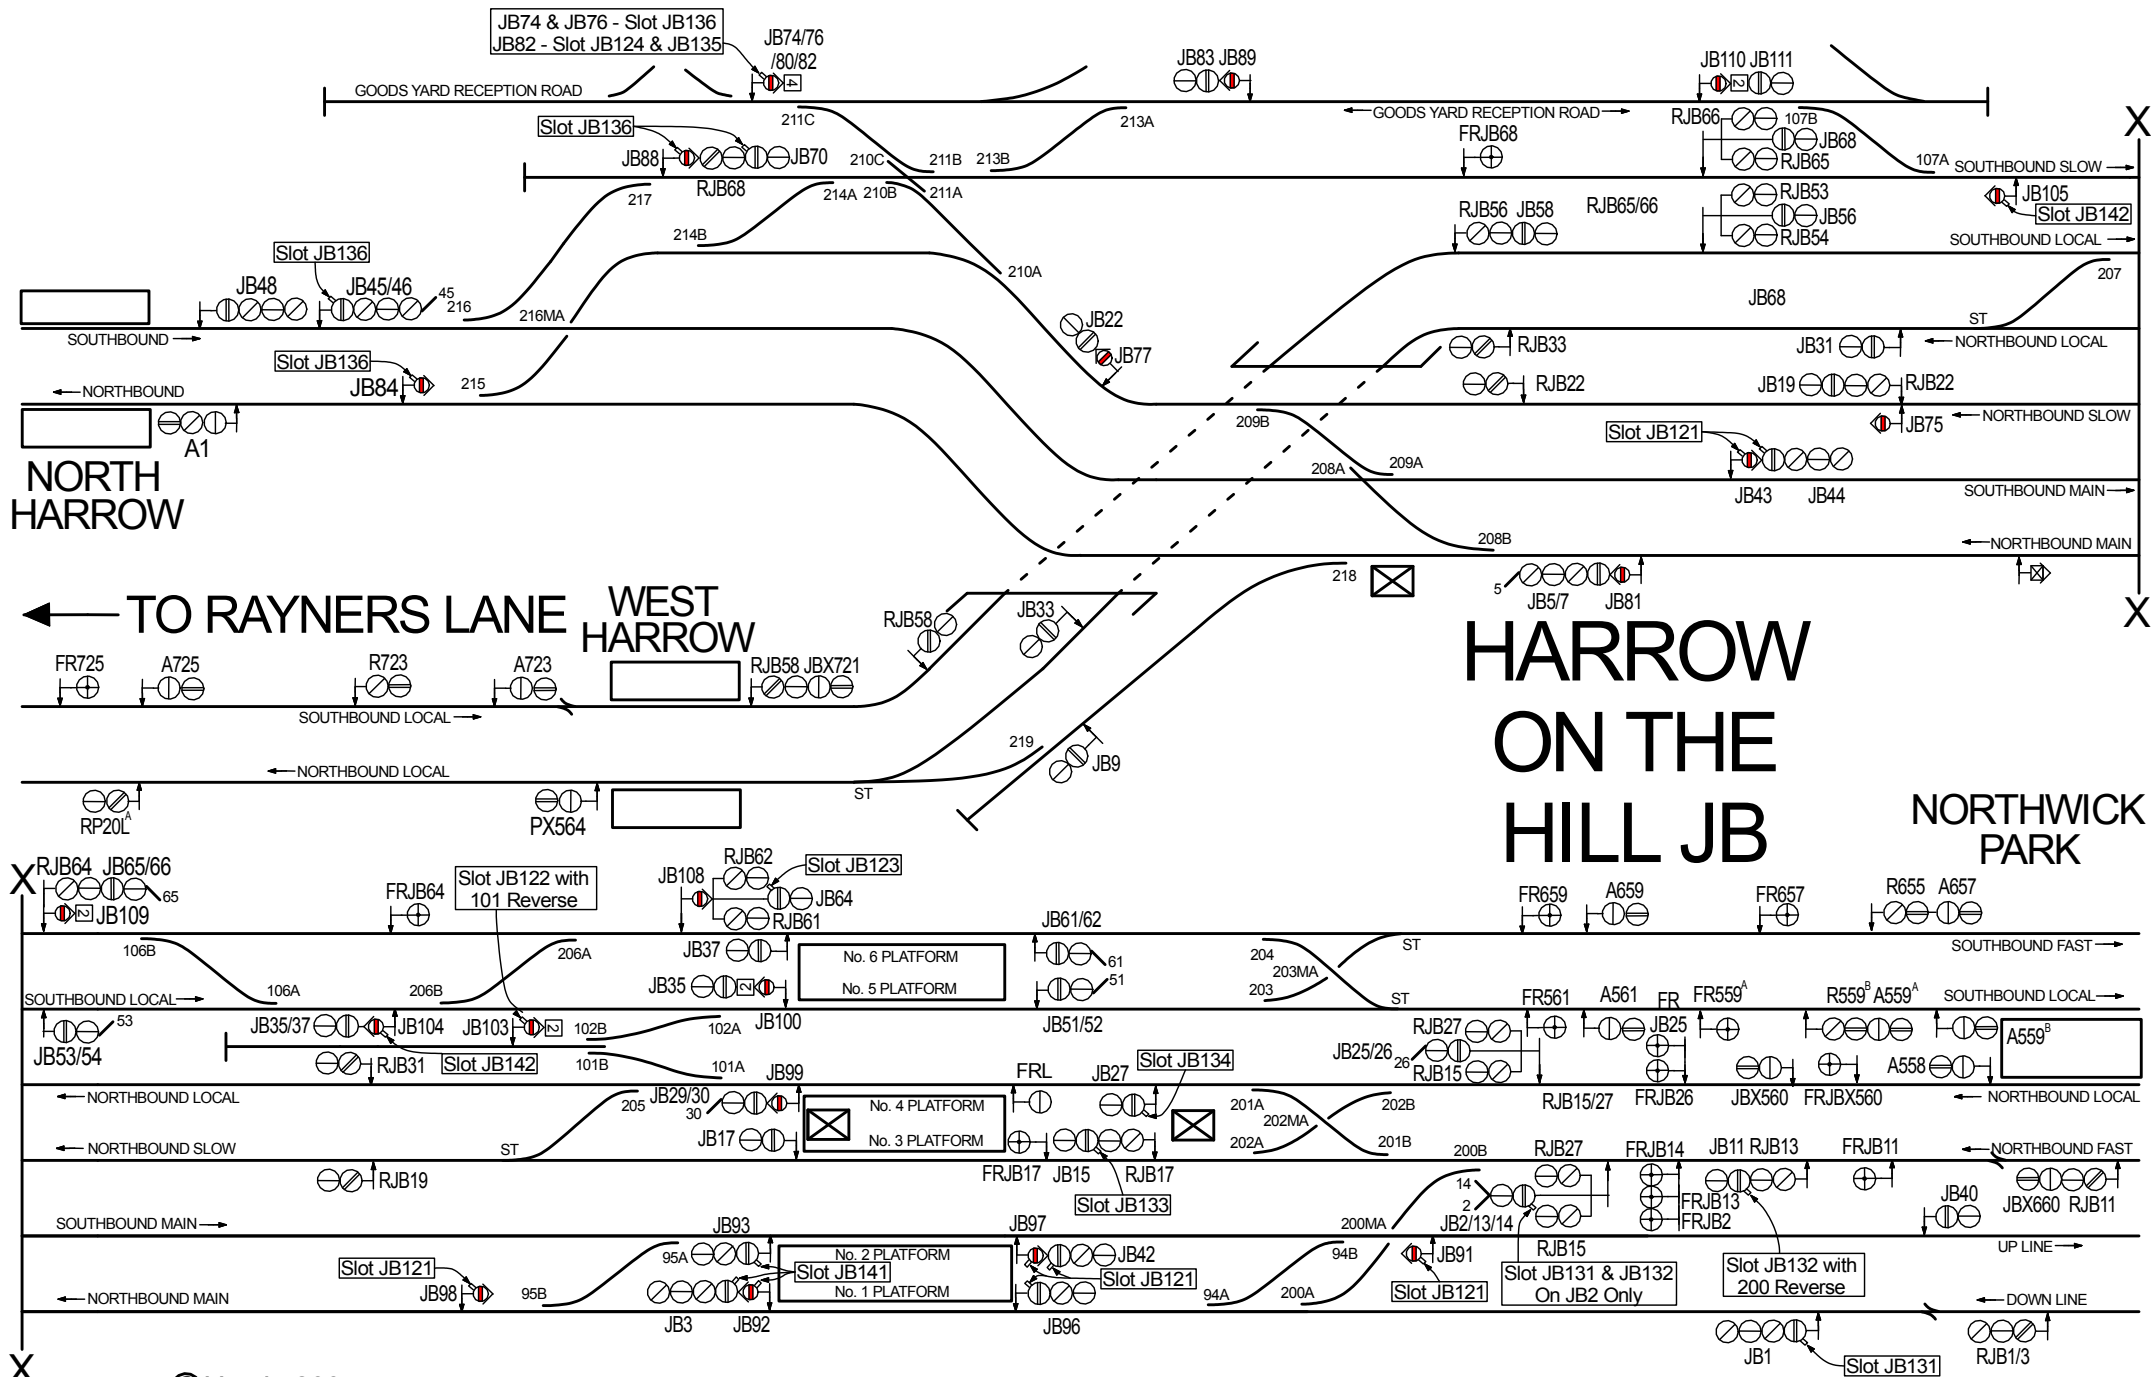 JB74 & JB76 - Slot JB136
JB82 - Slot JB124 & JB135
JB74/76
/80/82
4
JB83 JB89
JB110 JB111
2
GOODS YARD RECEPTION ROAD
211C
213A
GOODS YARD RECEPTION ROAD
RJB66
107B
JB68
RJB65
Slot JB136
FRJB68
JB88
JB70
RJB68
210C
211B
213B
107A
SOUTHBOUND SLOW
X
217
214A
210B
211A
RJB53
JB56
RJB54
RJB65/66
JB105
Slot JB142
RJB56 JB58
214B
SOUTHBOUND LOCAL
Slot JB136
210A
207
JB48
JB45/46
45
216
216MA
JB68
ST
SOUTHBOUND
JB22
JB77
RJB33
JB31
NORTHBOUND LOCAL
Slot JB136
JB84
215
RJB22
JB19
RJB22
NORTHBOUND
A1
209B
NORTHBOUND SLOW
JB75
Slot JB121
NORTH
HARROW
208A
209A
JB43
JB44
SOUTHBOUND MAIN
208B
NORTHBOUND MAIN
218
5
JB5/7
JB81
X
TO RAYNERS LANE
WEST
HARROW
RJB58
JB33
HARROW
ON THE
HILL JB
FR725
A725
R723
A723
RJB58 JBX721
SOUTHBOUND LOCAL
219
JB9
NORTHBOUND LOCAL
ST
RP20L A
PX564
NORTHWICK
PARK
X
RJB64 JB65/66
65
2
JB109
FRJB64
Slot JB122 with
101 Reverse
JB108
RJB62
Slot JB123
JB64
RJB61
FR659
A659
FR657
R655 A657
JB61/62
61
106B
206A
JB37
No. 6 PLATFORM
204
203MA
ST
SOUTHBOUND FAST
106A
206B
JB35
2
No. 5 PLATFORM
51
203
SOUTHBOUND LOCAL
ST
FR561
A561
FR
JB25
FR559 A
R559 B A559 A
SOUTHBOUND LOCAL
53
JB53/54
JB35/37
JB104
JB103
2
102B
102A
JB100
JB51/52
RJB27
JB25/26
26
RJB15
A559 B
RJB31
Slot JB142
101B
101A
JB99
FRL
JB27
Slot JB134
RJB15/27
FRJB26
JBX560
FRJBX560
A558
NORTHBOUND LOCAL
205
JB29/30
30
No. 4 PLATFORM
201A
202MA
202B
NORTHBOUND LOCAL
NORTHBOUND SLOW
ST
JB17
No. 3 PLATFORM
202A
201B
200B
RJB27
FRJB14
JB11 RJB13
FRJB11
NORTHBOUND FAST
RJB19
FRJB17
JB15
RJB17
Slot JB133
14
2
JB2/13/14
FRJB13
FRJB2
JB40
JBX660 RJB11
SOUTHBOUND MAIN
JB93
JB97
200MA
RJB15
UP LINE
95A
No. 2 PLATFORM
JB42
94B
JB91
Slot JB121
JB98
95B
Slot JB141
No. 1 PLATFORM
Slot JB121
94A
200A
Slot JB121
Slot JB131 & JB132
On JB2 Only
Slot JB132 with
200 Reverse
NORTHBOUND MAIN
DOWN LINE
JB3
JB92
JB96
JB1
Slot JB131
RJB1/3
X